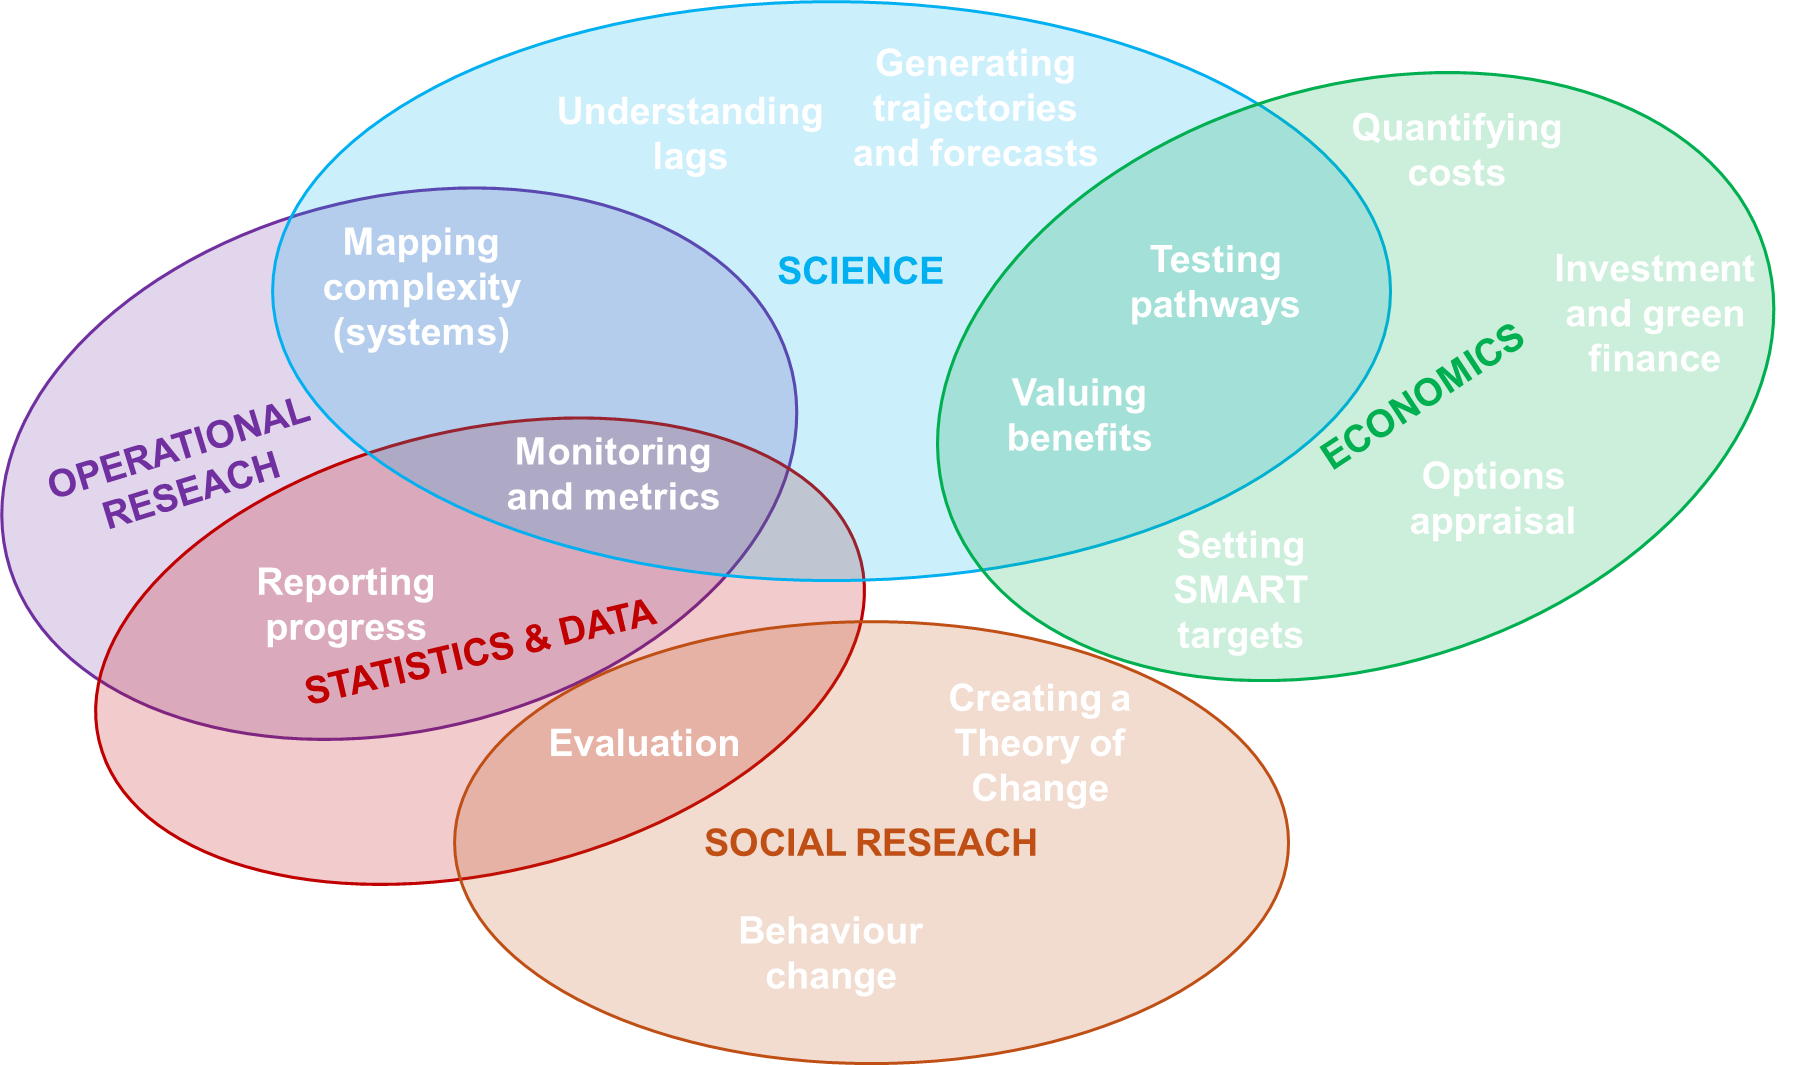 Generating
trajectories
and forecasts
Understanding
lags
Quantifying
costs
Mapping
complexity
(systems)
SCIENCE
Testing
pathways
Investment
and green
finance
ECONOMICS
Valuing
benefits
OPERATIONAL
RESEACH
Monitoring
and metrics
Options
appraisal
Setting
SMART
targets
Reporting
progress
STATISTICS & DATA
Evaluation
Creating a
Theory of
Change
SOCIAL RESEACH
Behaviour
change